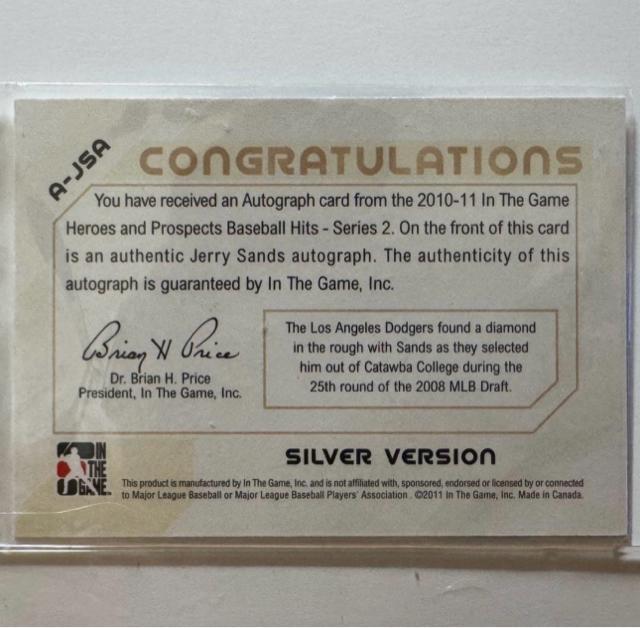 A-JSA
CONGRATULATIONS
You have received an Autograph card from the 2010-11 In The Game
Heroes and Prospects Baseball Hits - Series 2. On the front of this card
is an authentic Jerry Sands autograph. The authenticity of this
autograph is guaranteed by In The Game, Inc.
Brian H Price
Dr. Brian H. Price
President, In The Game, Inc.
The Los Angeles Dodgers found a diamond
in the rough with Sands as they selected
him out of Catawba College during the
25th round of the 2008 MLB Draft.
SILVER VERSION
IN
THE
GAME
This product is manufactured by In The Game, Inc. and is not affiliated with, sponsored, endorsed or licensed by or connected
to Major League Baseball or Major League Baseball Players' Association. ©2011 In The Game, Inc. Made in Canada.